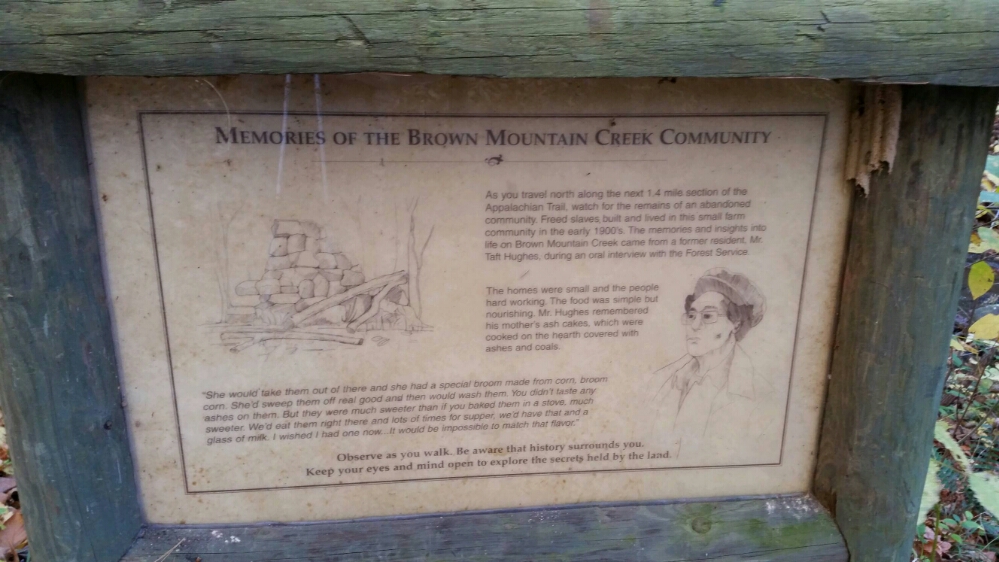 MEMORIES OF THE BROWN MOUNTAIN CREEK COMMUNITY
As you travel north along the next 1.4 mile section of the
Appalachian Trail, watch for the remains of an abandoned
community. Freed slaves built and lived in this small farm
community in the early 1900's. The memories and insights into
life on Brown Mountain Creek came from a former resident, Mr.
Taft Hughes, during an oral interview with the Forest Service.
The homes were small and the people
hard working. The food was simple but
nourishing. Mr. Hughes remembered
his mother's ash cakes, which were
cooked on the hearth covered with
ashes and coals.
"She would take them out of there and she had a special broom made from corn, broom
corn. She'd sweep them off real good and then would wash them. You didn't taste any
ashes on them. But they were much sweeter than if you baked them in a stove, much
sweeter. We'd eat them right there and lots of times for supper, we'd have that and a
glass of milk. I wished I had one now...It would be impossible to match that flavor."
Observe as you walk. Be aware that history surrounds you.
Keep your eyes and mind open to explore the secrets held by the land.